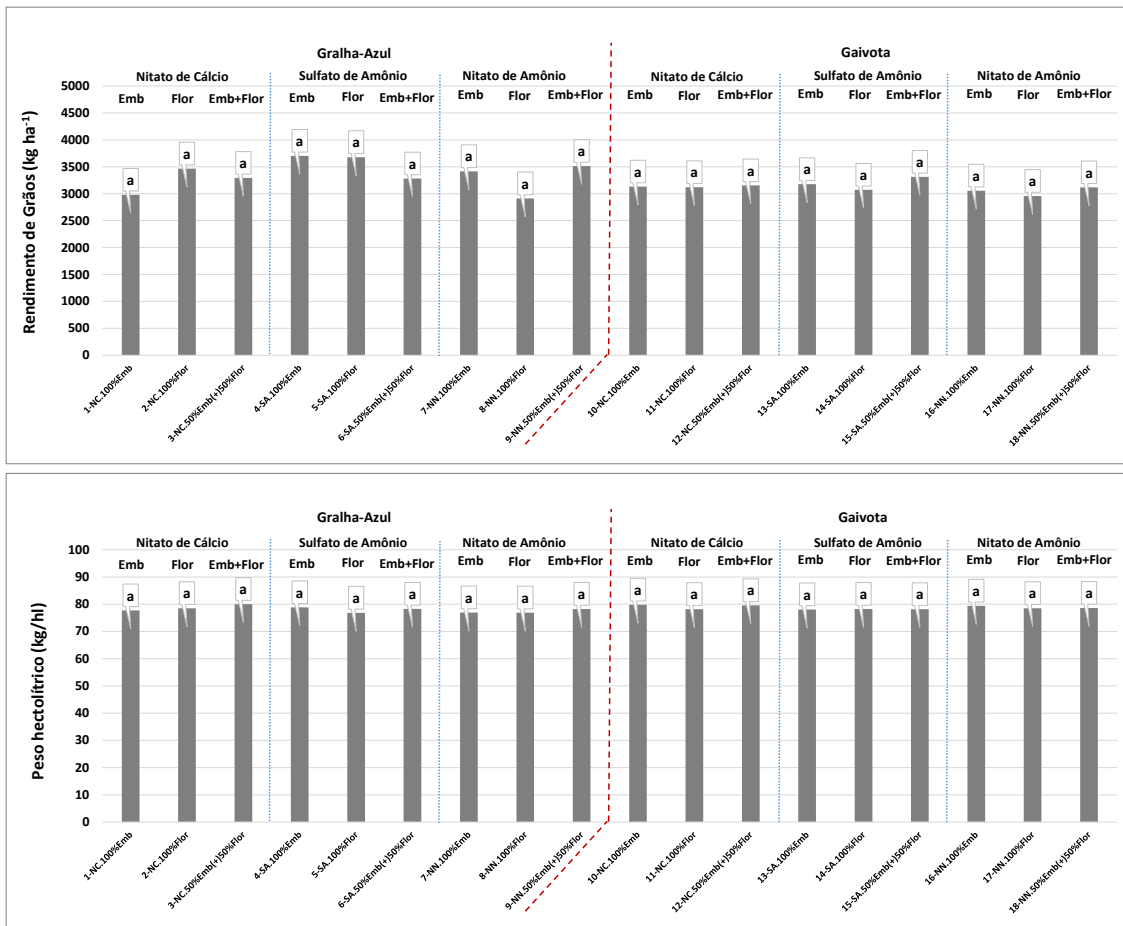 Gralha-Azul Gaivota
Nitrato de Cálcio Sulfato de Amônio Nitato de Amônio Nitrato de Cálcio Sulfato de Amônio Nitato de Amônio
Emb Flor Emb+Flor Emb Flor Emb+Flor Emb Flor Emb+Flor Emb Flor Emb+Flor Emb Flor Emb+Flor Emb Flor Emb+Flor
Rendimento de Grãos (kg ha⁻¹)
5000
4500
4000
3500
3000
2500
2000
1500
1000
500
0
a a a a a a a a a a a a a a a a a a
1-NC.100%Emb
2-NC.100%Flor
3-NC.50%Emb(+)50%Flor
4-SA.100%Emb
5-SA.100%Flor
6-SA.50%Emb(+)50%Flor
7-NN.100%Emb
8-NN.100%Flor
9-NN.50%Emb(+)50%Flor
10-NC.100%Emb
11-NC.100%Flor
12-NC.50%Emb(+)50%Flor
13-SA.100%Emb
14-SA.100%Flor
15-SA.50%Emb(+)50%Flor
16-NN.100%Emb
17-NN.100%Flor
18-NN.50%Emb(+)50%Flor
Gralha-Azul Gaivota
Nitrato de Cálcio Sulfato de Amônio Nitato de Amônio Nitrato de Cálcio Sulfato de Amônio Nitato de Amônio
Emb Flor Emb+Flor Emb Flor Emb+Flor Emb Flor Emb+Flor Emb Flor Emb+Flor Emb Flor Emb+Flor Emb Flor Emb+Flor
Peso hectolítrico (kg/hl)
100
90
80
70
60
50
40
30
20
10
0
a a a a a a a a a a a a a a a a a a
1-NC.100%Emb
2-NC.100%Flor
3-NC.50%Emb(+)50%Flor
4-SA.100%Emb
5-SA.100%Flor
6-SA.50%Emb(+)50%Flor
7-NN.100%Emb
8-NN.100%Flor
9-NN.50%Emb(+)50%Flor
10-NC.100%Emb
11-NC.100%Flor
12-NC.50%Emb(+)50%Flor
13-SA.100%Emb
14-SA.100%Flor
15-SA.50%Emb(+)50%Flor
16-NN.100%Emb
17-NN.100%Flor
18-NN.50%Emb(+)50%Flor